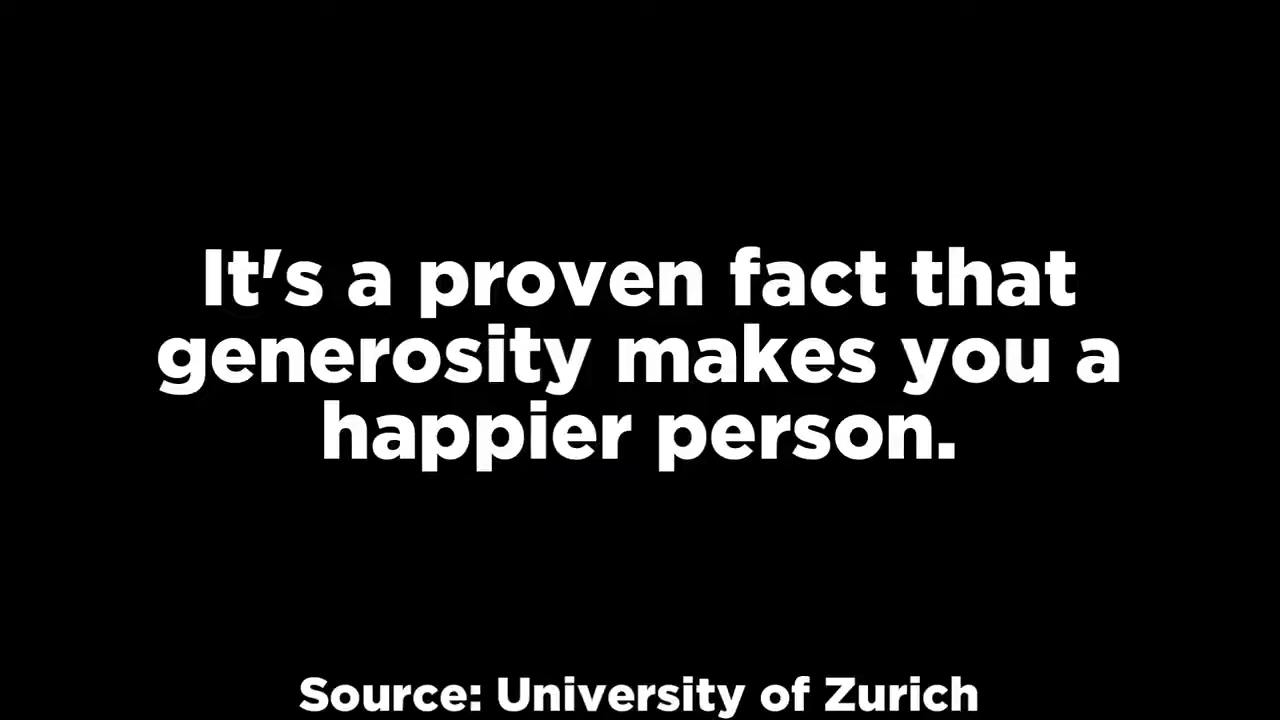 It's a proven fact that
generosity makes you a
happier person.
Source: University of Zurich